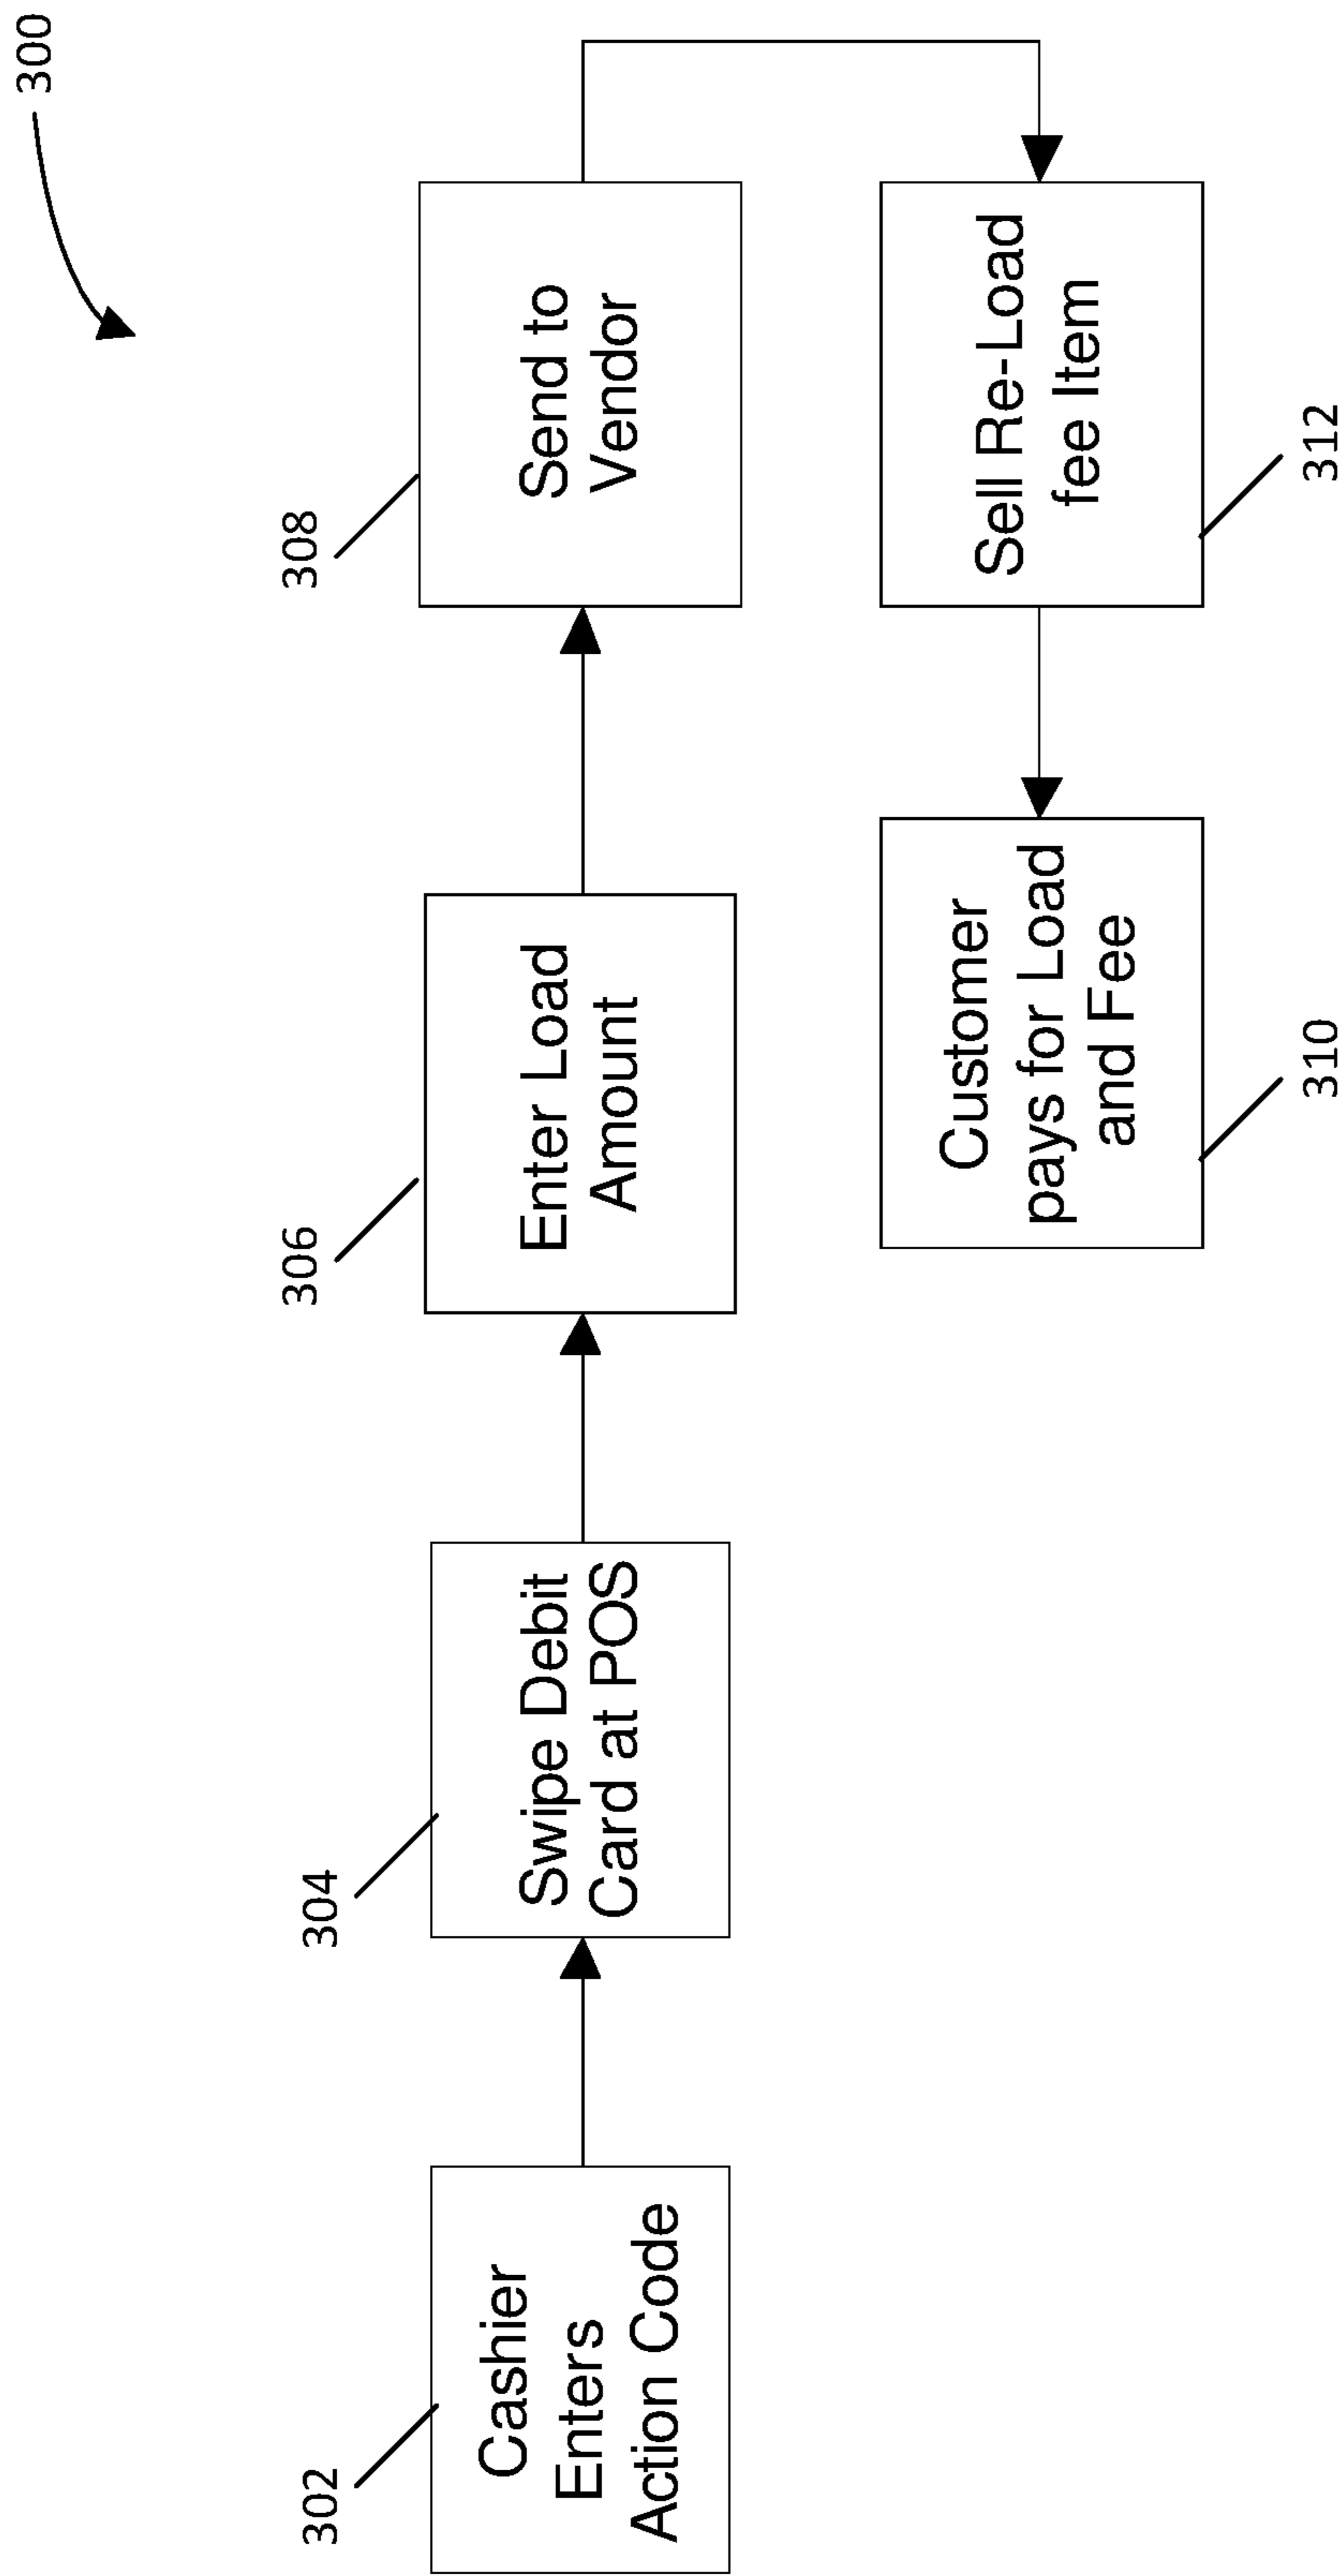 300
302
Cashier
Enters
Action Code
304
Swipe Debit
Card at POS
306
Enter Load
Amount
308
Send to
Vendor
Sell Re-Load
fee Item
312
Customer
pays for Load
and Fee
310